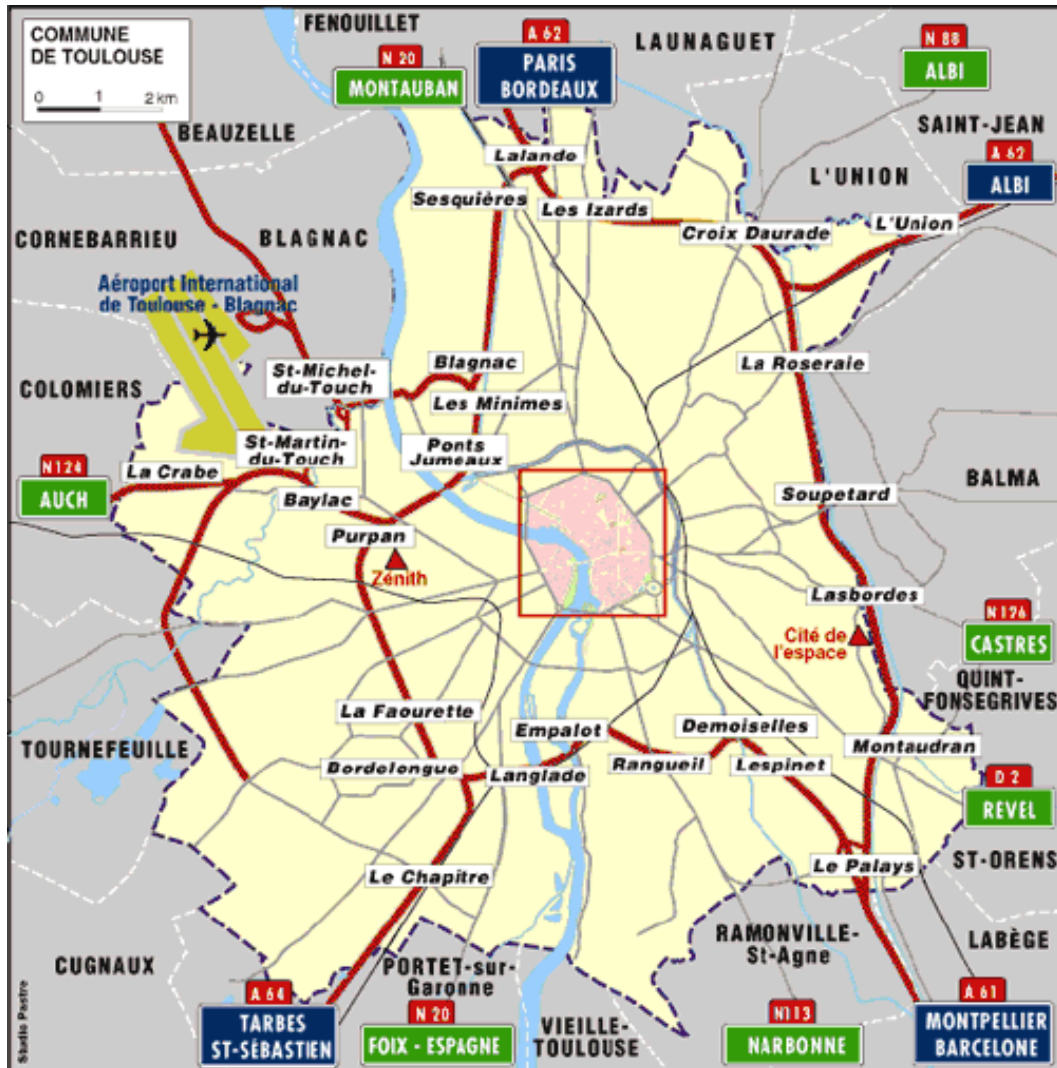 COMMUNE
DE TOULOUSE
0 1 2 km
FENOUILLET
N 20
MONTAUBAN
A 62
PARIS
BORDEAUX
LAUNAGUET
N 88
ALBI
BEAUZELLE
SAINT-JEAN
A 62
ALBI
L'UNION
Lalande
Sesquières
Les Izards
Croix Daurade
L'Union
CORNEBARRIEU
BLAGNAC
Aéroport International
de Toulouse - Blagnac
COLOMIERS
St-Michel-
du-Touch
Blagnac
La Roseraie
Les Minimes
St-Martin-
du-Touch
Ponts
Jumeaux
N124
AUCH
La Crabe
Baylac
Soupetard
BALMA
Purpan
Zénith
Lasbordes
Cité de
l'espace
N126
CASTRES
QUINT-
FONSEGRIVES
La Faourette
Empalot
Demoiselles
Montaudran
TOURNEFEUILLE
Bordelongue
Langlade
Rangueil
Lespinet
D 2
REVEL
Le Chapitre
Le Palays
ST-ORENS
CUGNAUX
PORTET-sur-
Garonne
RAMONVILLE-
St-Agne
LABÈGE
A 64
TARBES
ST-SÉBASTIEN
N 20
FOIX - ESPAGNE
VIEILLE-
TOULOUSE
N113
NARBONNE
A 61
MONTPELLIER
BARCELONE
Studio Pastre